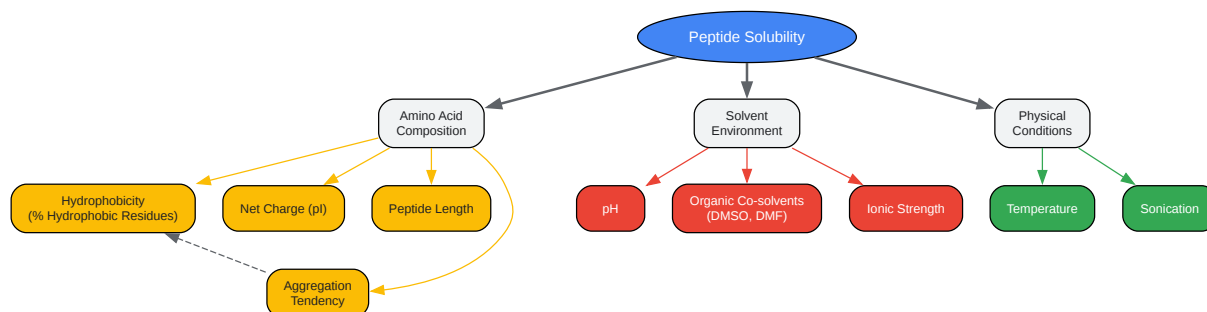 Peptide Solubility
Amino Acid
Composition
Solvent
Environment
Physical
Conditions
Hydrophobicity
(% Hydrophobic Residues)
Net Charge (pI)
Peptide Length
pH
Organic Co-solvents
(DMSO, DMF)
Ionic Strength
Temperature
Sonication
Aggregation
Tendency